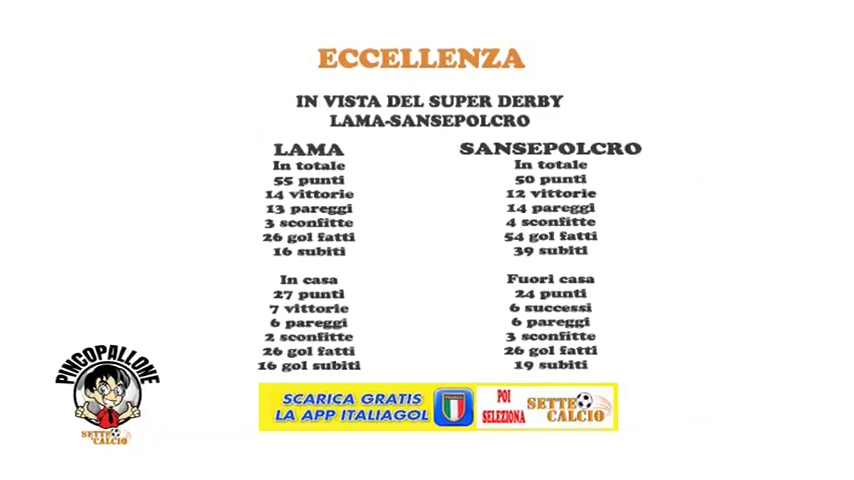 ECCELLENZA
IN VISTA DEL SUPER DERBY
LAMA-SANSEPOLCRO
LAMA
In totale
55 punti
14 vittorie
13 pareggi
3 sconfitte
26 gol fatti
16 subiti
In casa
27 punti
7 vittorie
6 pareggi
2 sconfitte
26 gol fatti
16 gol subiti
SANSEPOLCRO
In totale
50 punti
12 vittorie
14 pareggi
4 sconfitte
54 gol fatti
39 subiti
Fuori casa
24 punti
6 successi
6 pareggi
3 sconfitte
26 gol fatti
19 subiti
PINCOPALLONE
SETTE
CALCIO
SCARICA GRATIS
LA APP ITALIAGOL
POI
SELEZIONA
SETTE
CALCIO